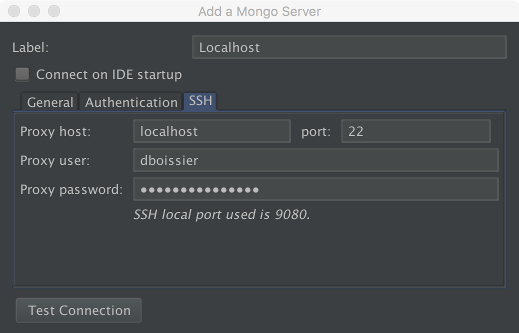 Add a Mongo Server
Label: Localhost
Connect on IDE startup
General Authentication SSH
Proxy host: localhost port: 22
Proxy user: dboissier
Proxy password: •••••••••••••••
SSH local port used is 9080.
Test Connection